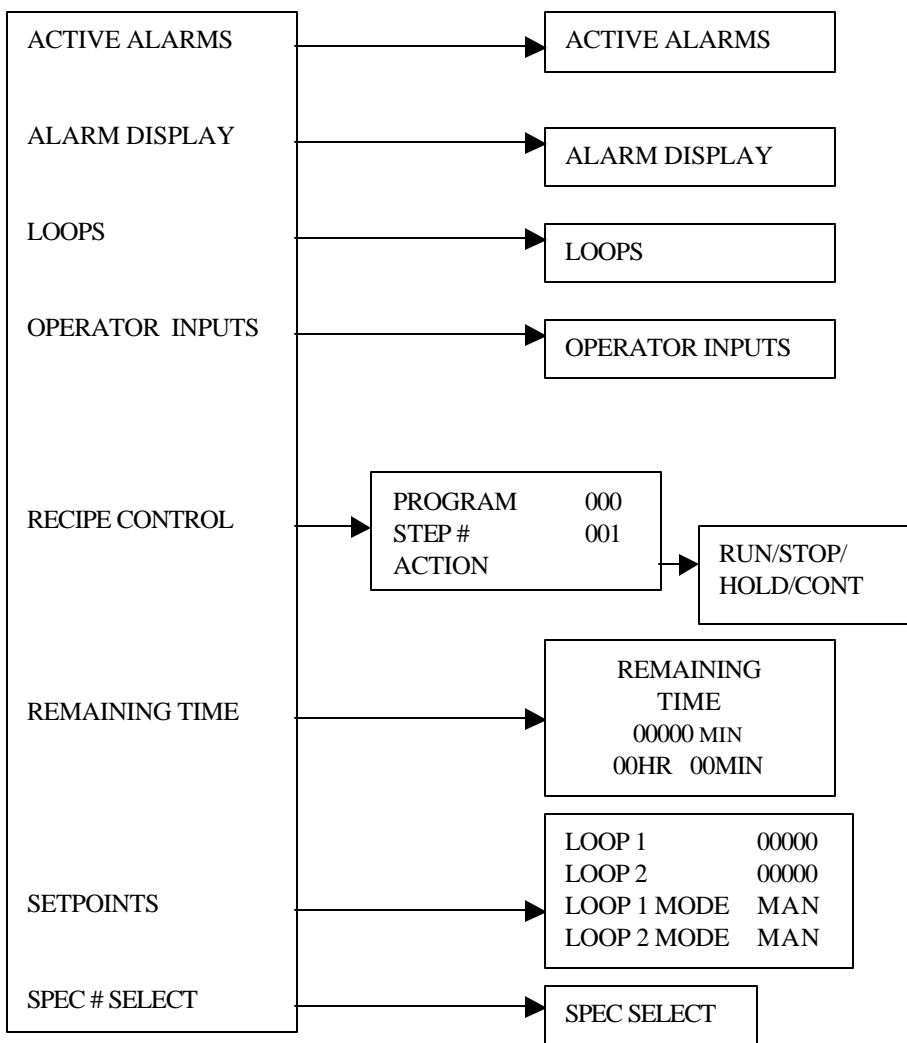 ACTIVE ALARMS
ACTIVE ALARMS
ALARM DISPLAY
ALARM DISPLAY
LOOPS
LOOPS
OPERATOR INPUTS
OPERATOR INPUTS
RECIPE CONTROL
PROGRAM 000
STEP # 001
ACTION
RUN/STOP/
HOLD/CONT
REMAINING TIME
REMAINING
TIME
00000 MIN
00HR 00MIN
SETPOINTS
LOOP 1 00000
LOOP 2 00000
LOOP 1 MODE MAN
LOOP 2 MODE MAN
SPEC # SELECT
SPEC SELECT